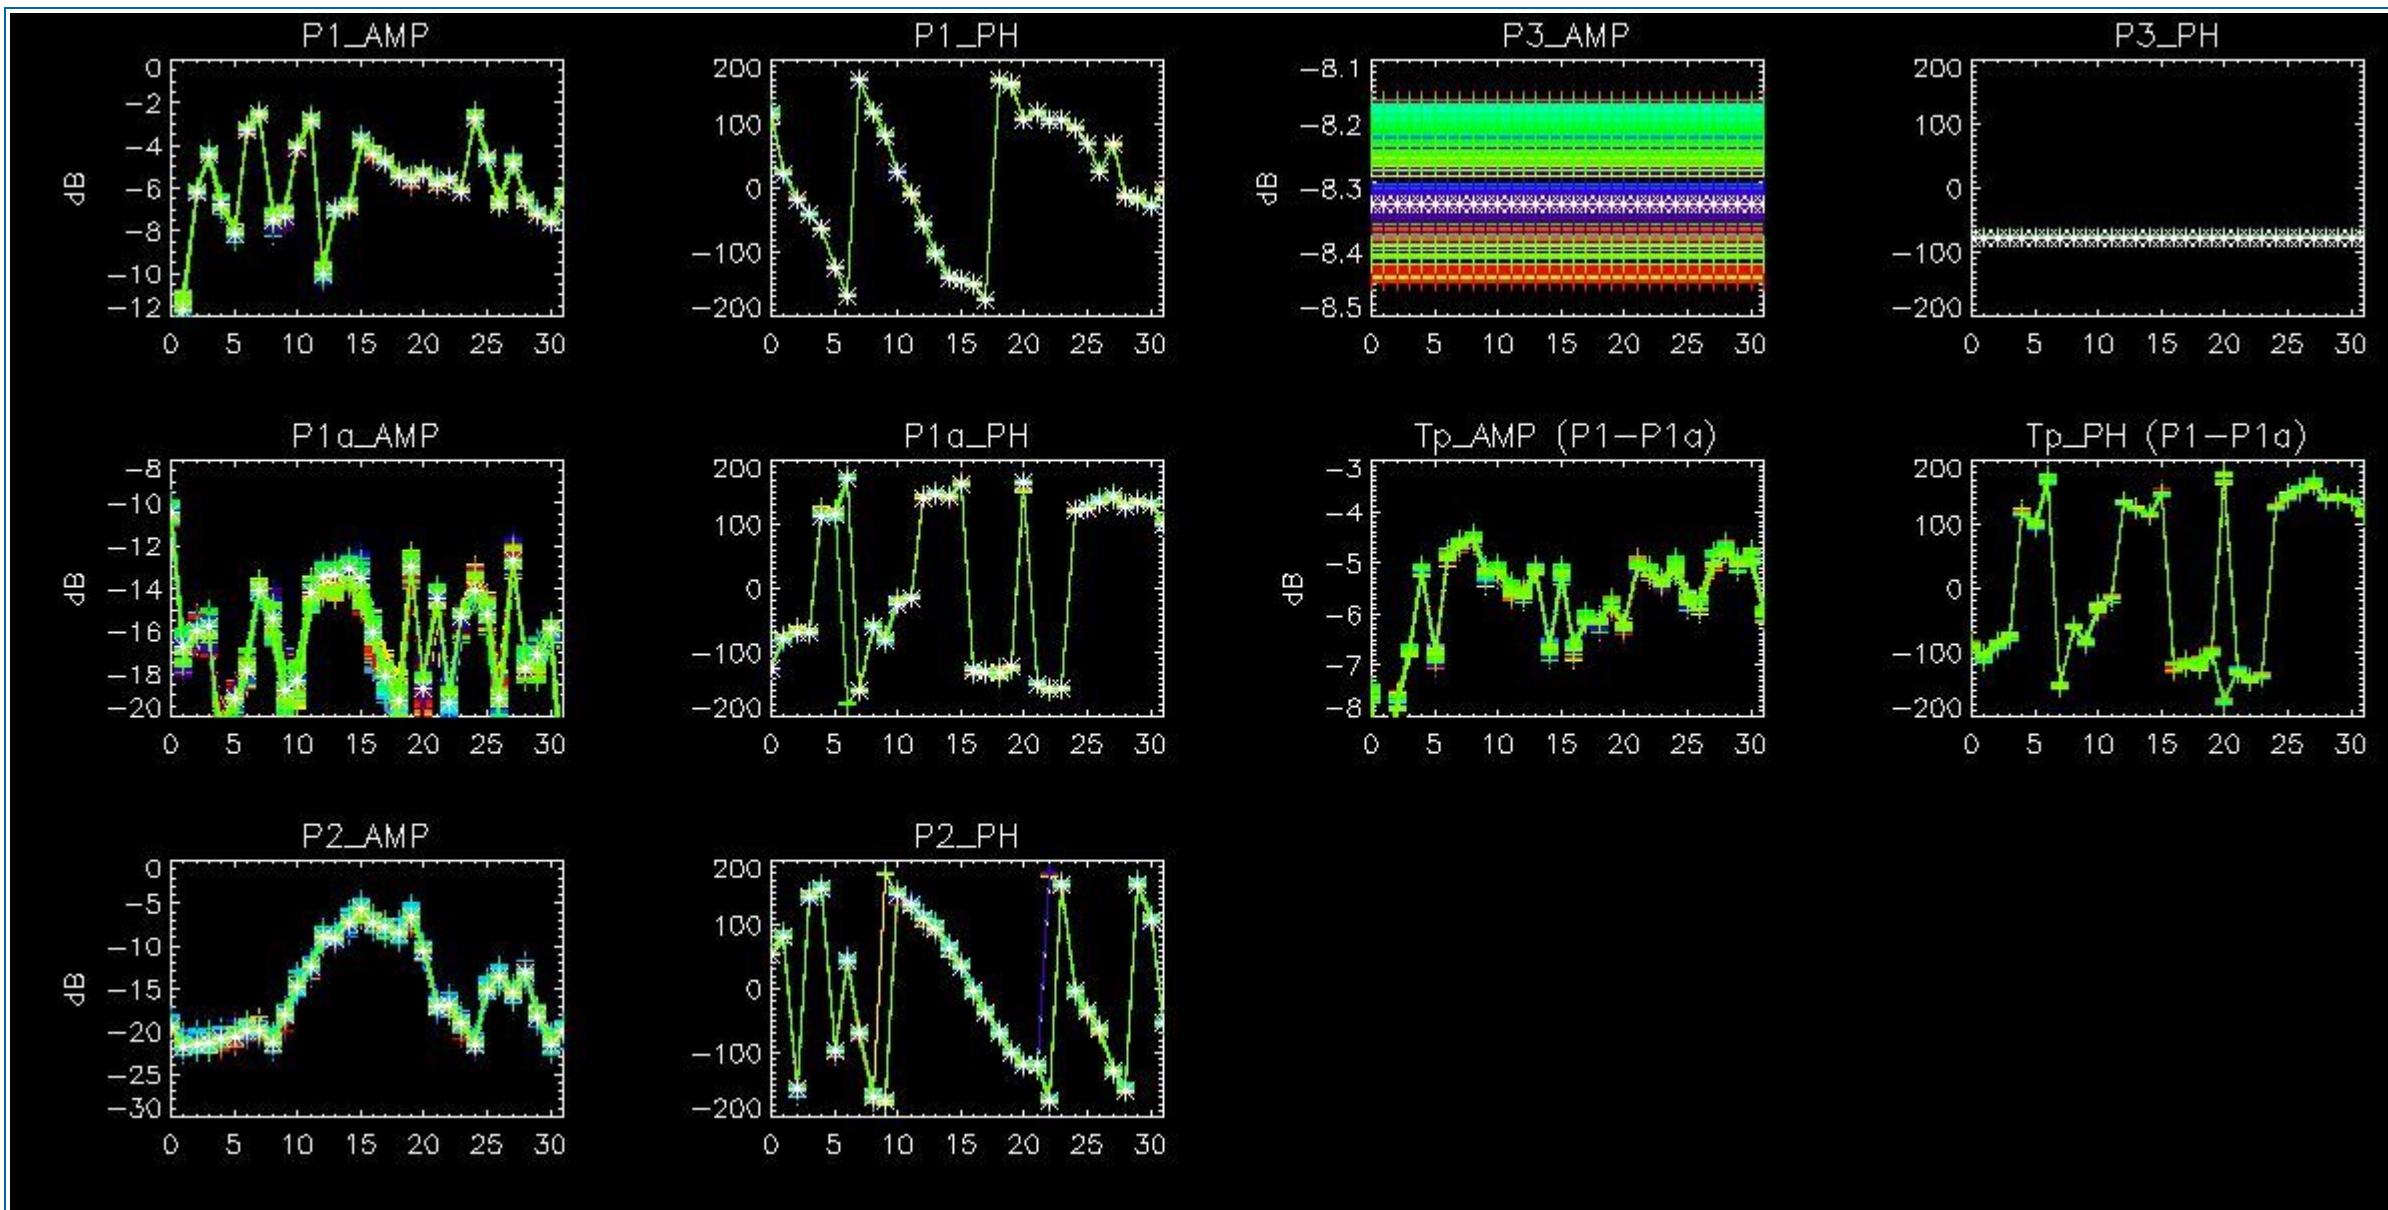 P1_AMP
dB
0
−2
−4
−6
−8
−10
−12
0 5 10 15 20 25 30
P1_PH
200
100
0
−100
−200
0 5 10 15 20 25 30
P3_AMP
dB
−8.1
−8.2
−8.3
−8.4
−8.5
0 5 10 15 20 25 30
P3_PH
200
100
0
−100
−200
0 5 10 15 20 25 30
P1a_AMP
dB
−8
−10
−12
−14
−16
−18
−20
0 5 10 15 20 25 30
P1a_PH
200
100
0
−100
−200
0 5 10 15 20 25 30
Tp_AMP (P1−P1a)
dB
−3
−4
−5
−6
−7
−8
0 5 10 15 20 25 30
Tp_PH (P1−P1a)
200
100
0
−100
−200
0 5 10 15 20 25 30
P2_AMP
dB
0
−5
−10
−15
−20
−25
−30
0 5 10 15 20 25 30
P2_PH
200
100
0
−100
−200
0 5 10 15 20 25 30